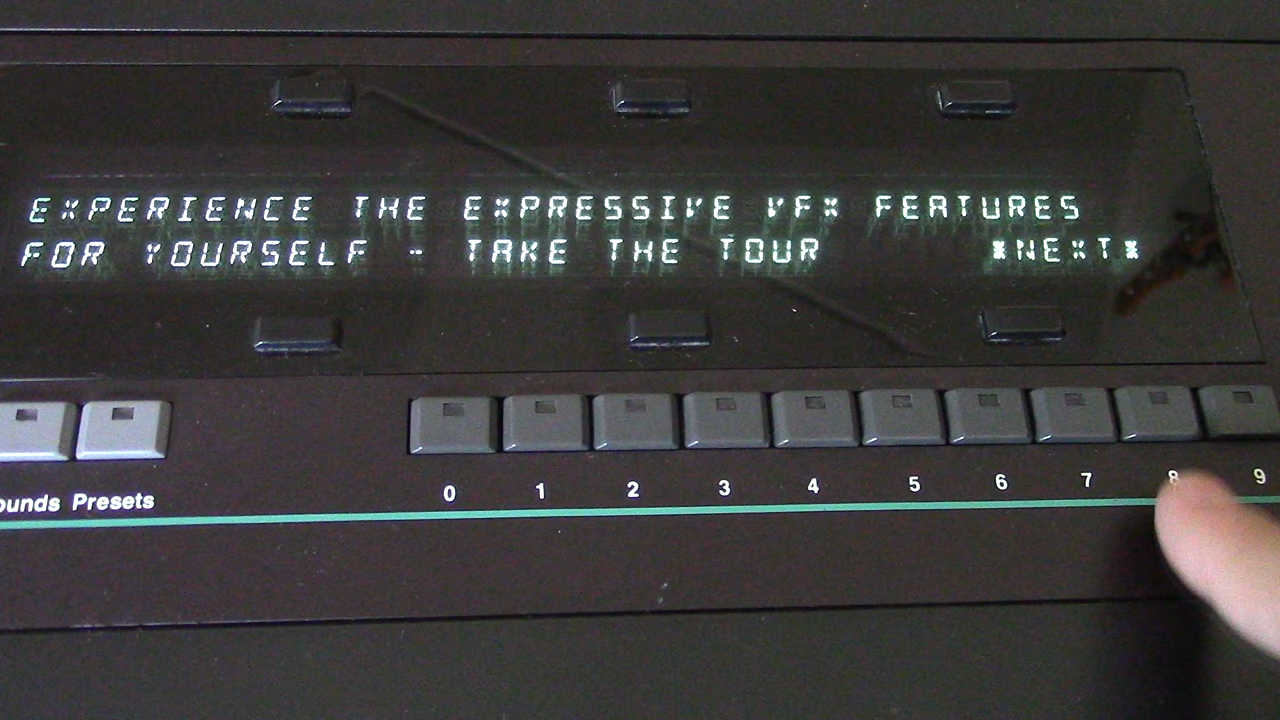 EXPERIENCE THE EXPRESSIVE VFX FEATURES
FOR YOURSELF - TAKE THE TOUR *NEXT*
0 1 2 3 4 5 6 7 8 9
ounds Presets